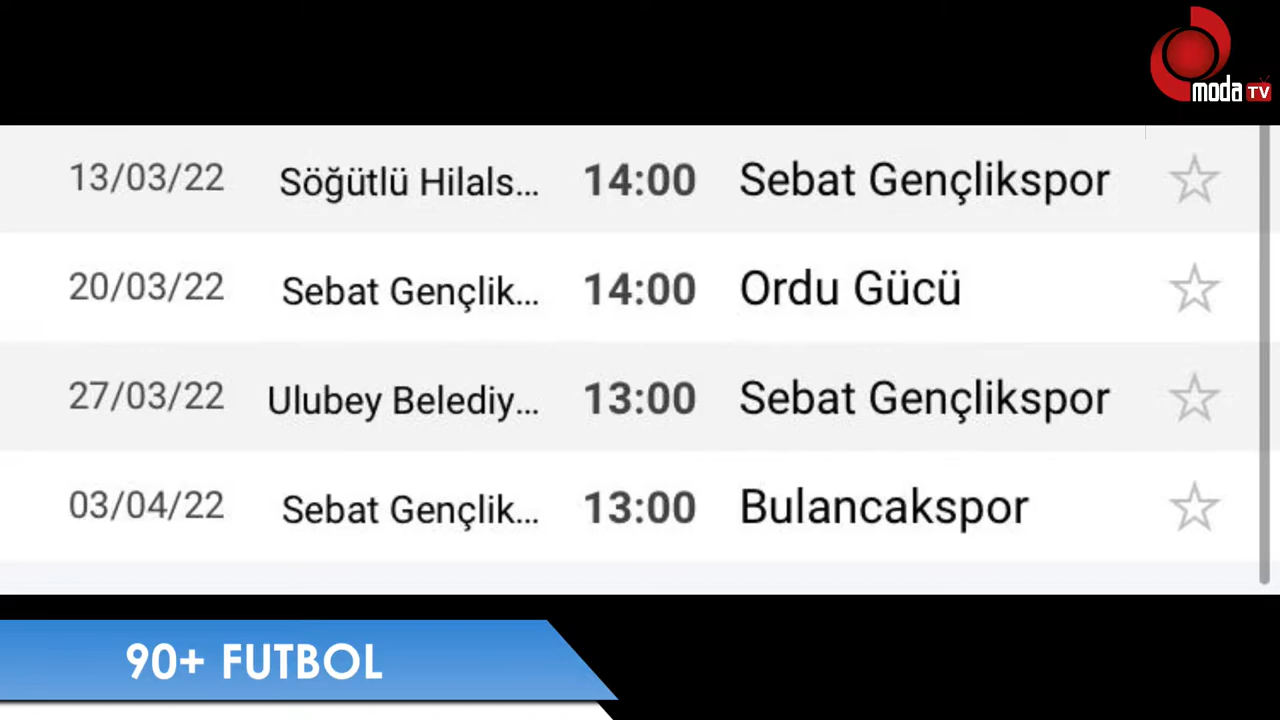 moda TV
13/03/22 Söğütlü Hilals... 14:00 Sebat Gençlikspor
20/03/22 Sebat Gençlik... 14:00 Ordu Gücü
27/03/22 Ulubey Belediy... 13:00 Sebat Gençlikspor
03/04/22 Sebat Gençlik... 13:00 Bulancakspor
90+ FUTBOL